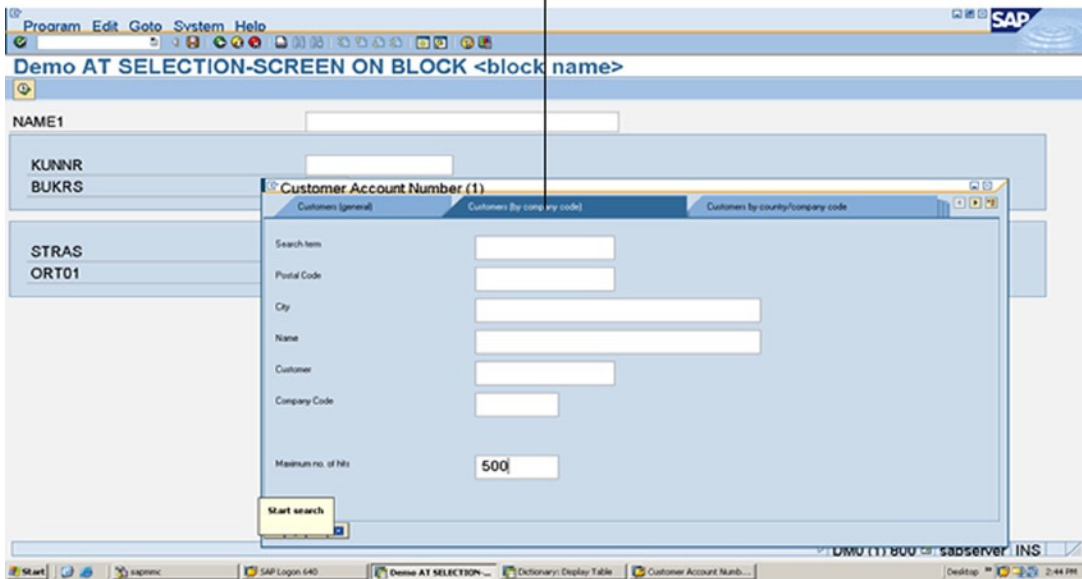 Program Edit Goto System Help
SAP
Demo AT SELECTION-SCREEN ON BLOCK <block name>
NAME1
KUNNR
BUKRS
Customer Account Number (1)
Customers (general) Customers (by company code) Customers by country/company code
Search term
Postal Code
City
Name
Customer
Company Code
Maximum no. of hits 500
STRAS
ORT01
Start search
DM0 (1) 800 sapserver INS
Start sapmmc SAP Logon 640 Demo AT SELECTION-... Dictionary: Display Table Customer Account Numb... Desktop » 2:44 PM